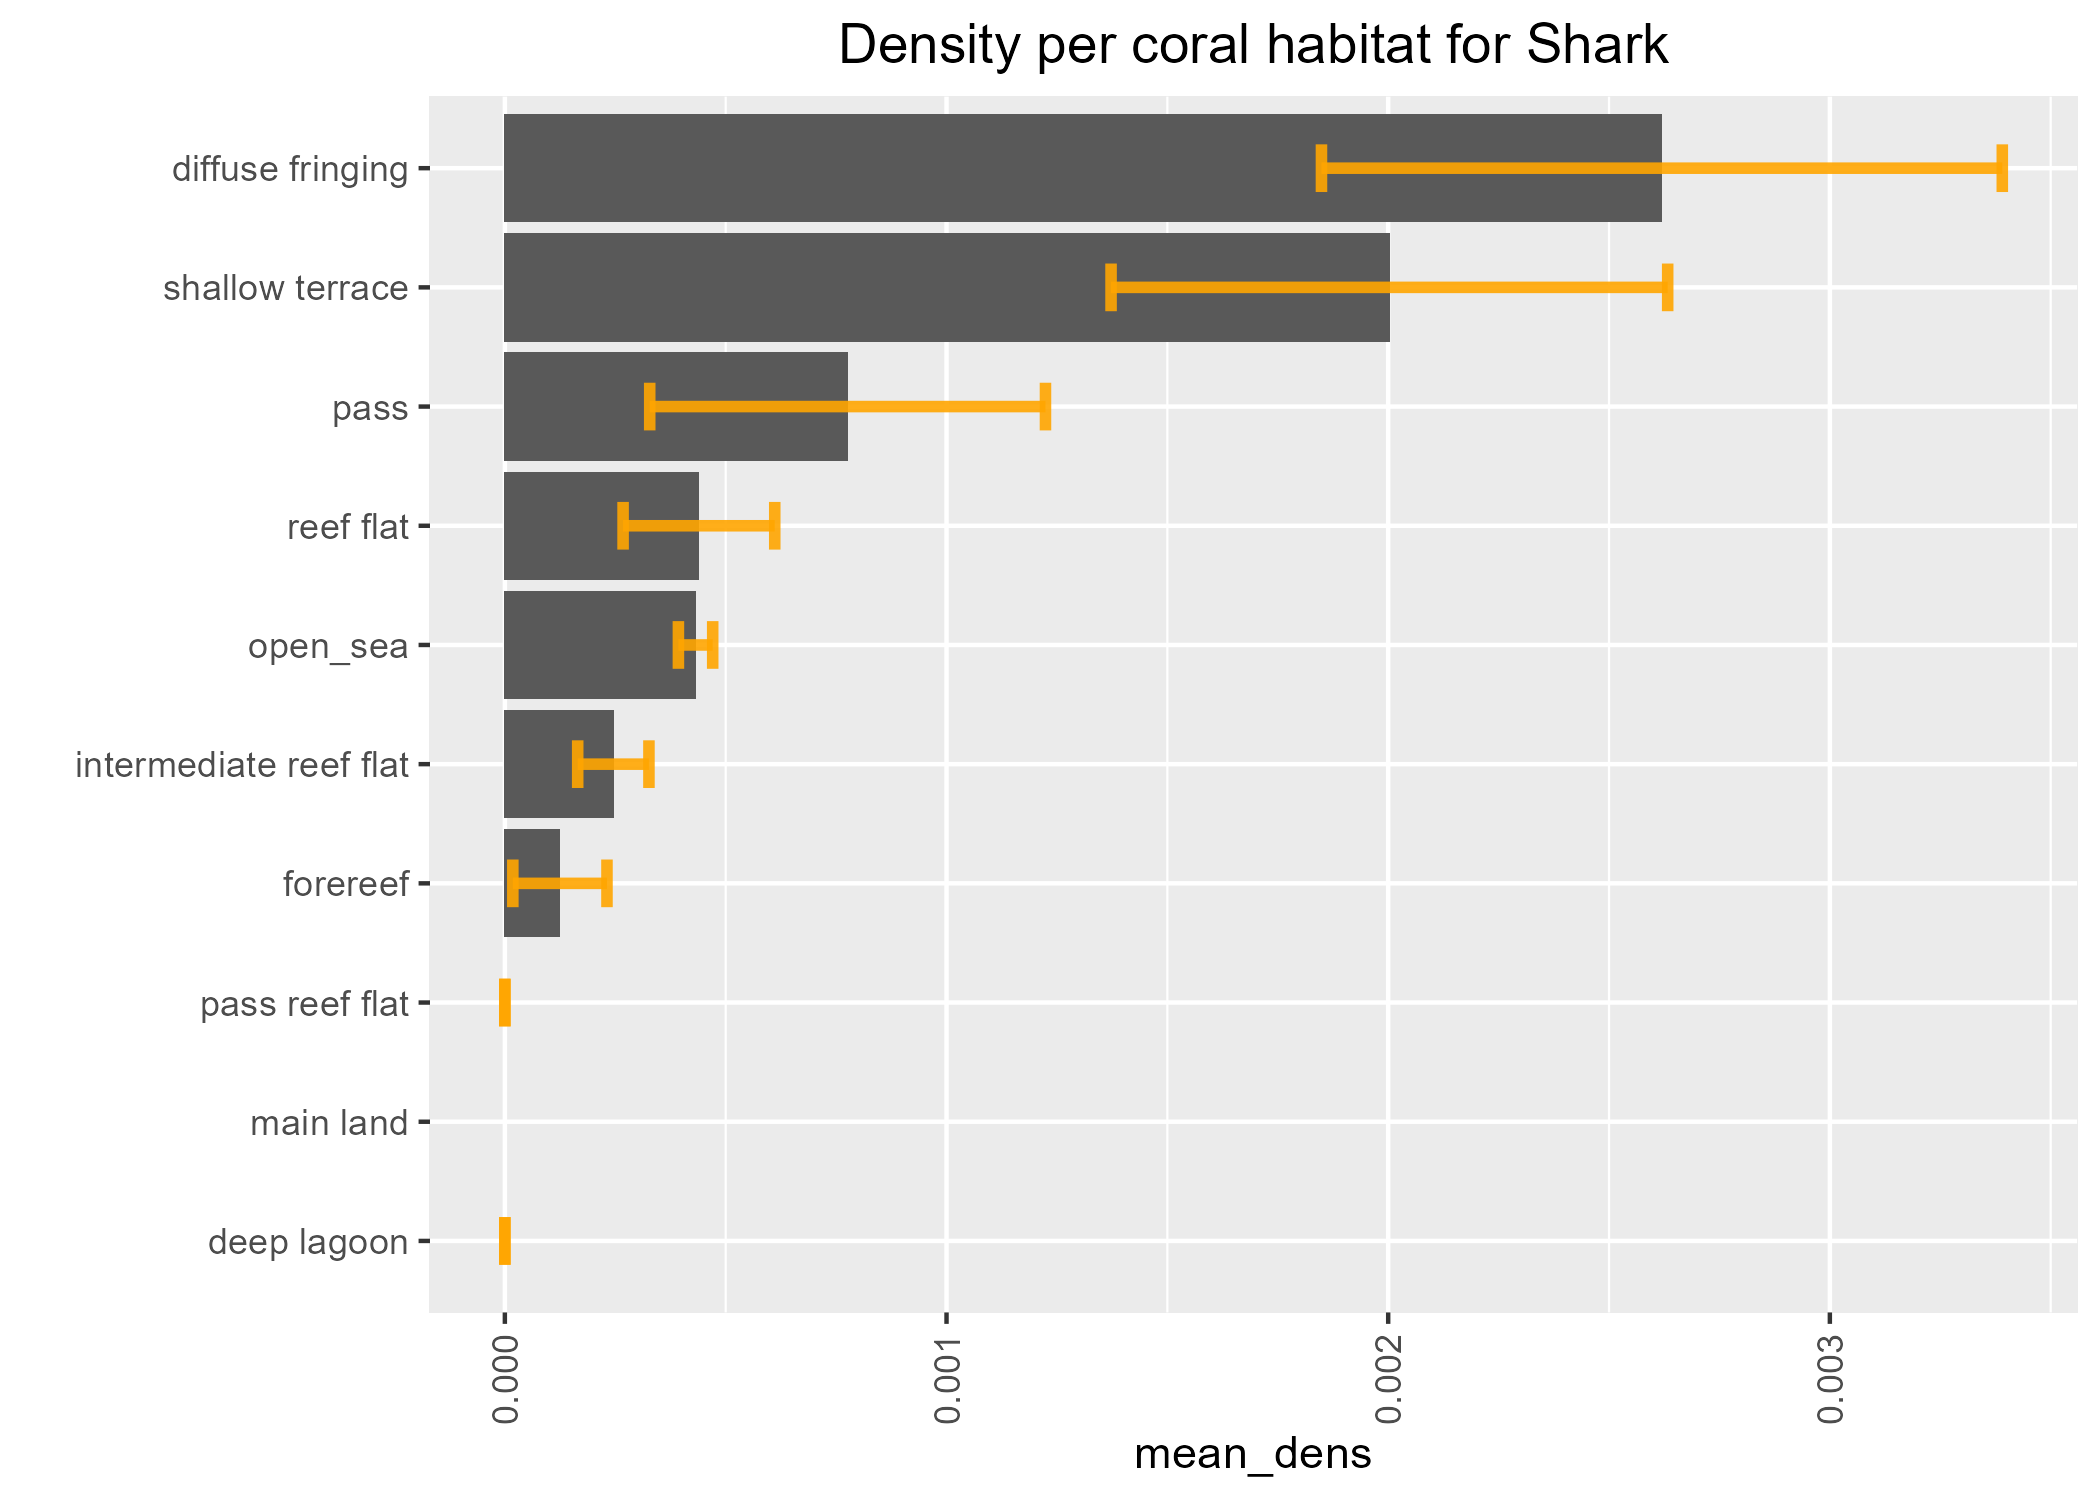 Density per coral habitat for Shark
diffuse fringing
shallow terrace
pass
reef flat
open_sea
intermediate reef flat
forereef
pass reef flat
main land
deep lagoon
0.000
0.001
0.002
0.003
mean_dens